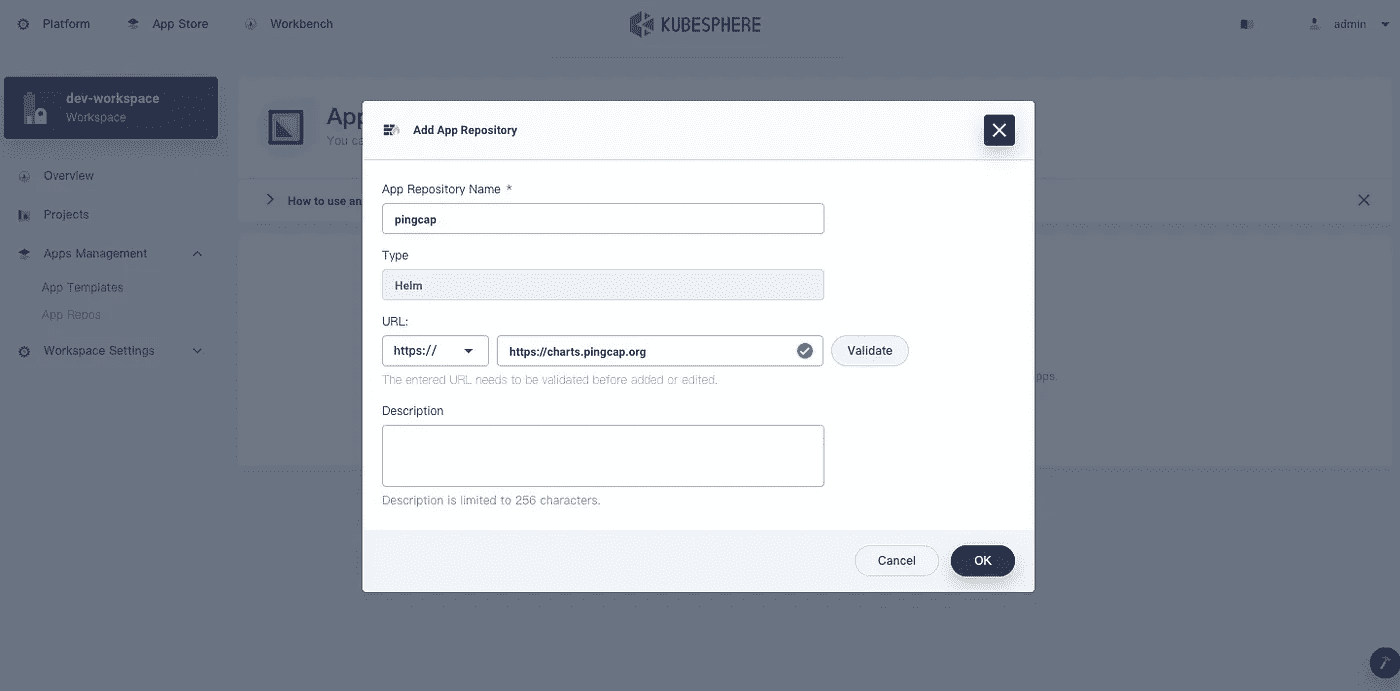 Platform App Store Workbench KUBESPHERE admin
dev-workspace
Workspace
App
You ca
Overview
Projects
Apps Management
App Templates
App Repos
Workspace Settings
How to use an
pps.
Add App Repository
App Repository Name *
pingcap
Type
Helm
URL:
https:// https://charts.pingcap.org Validate
The entered URL needs to be validated before added or edited.
Description
Description is limited to 256 characters.
Cancel OK